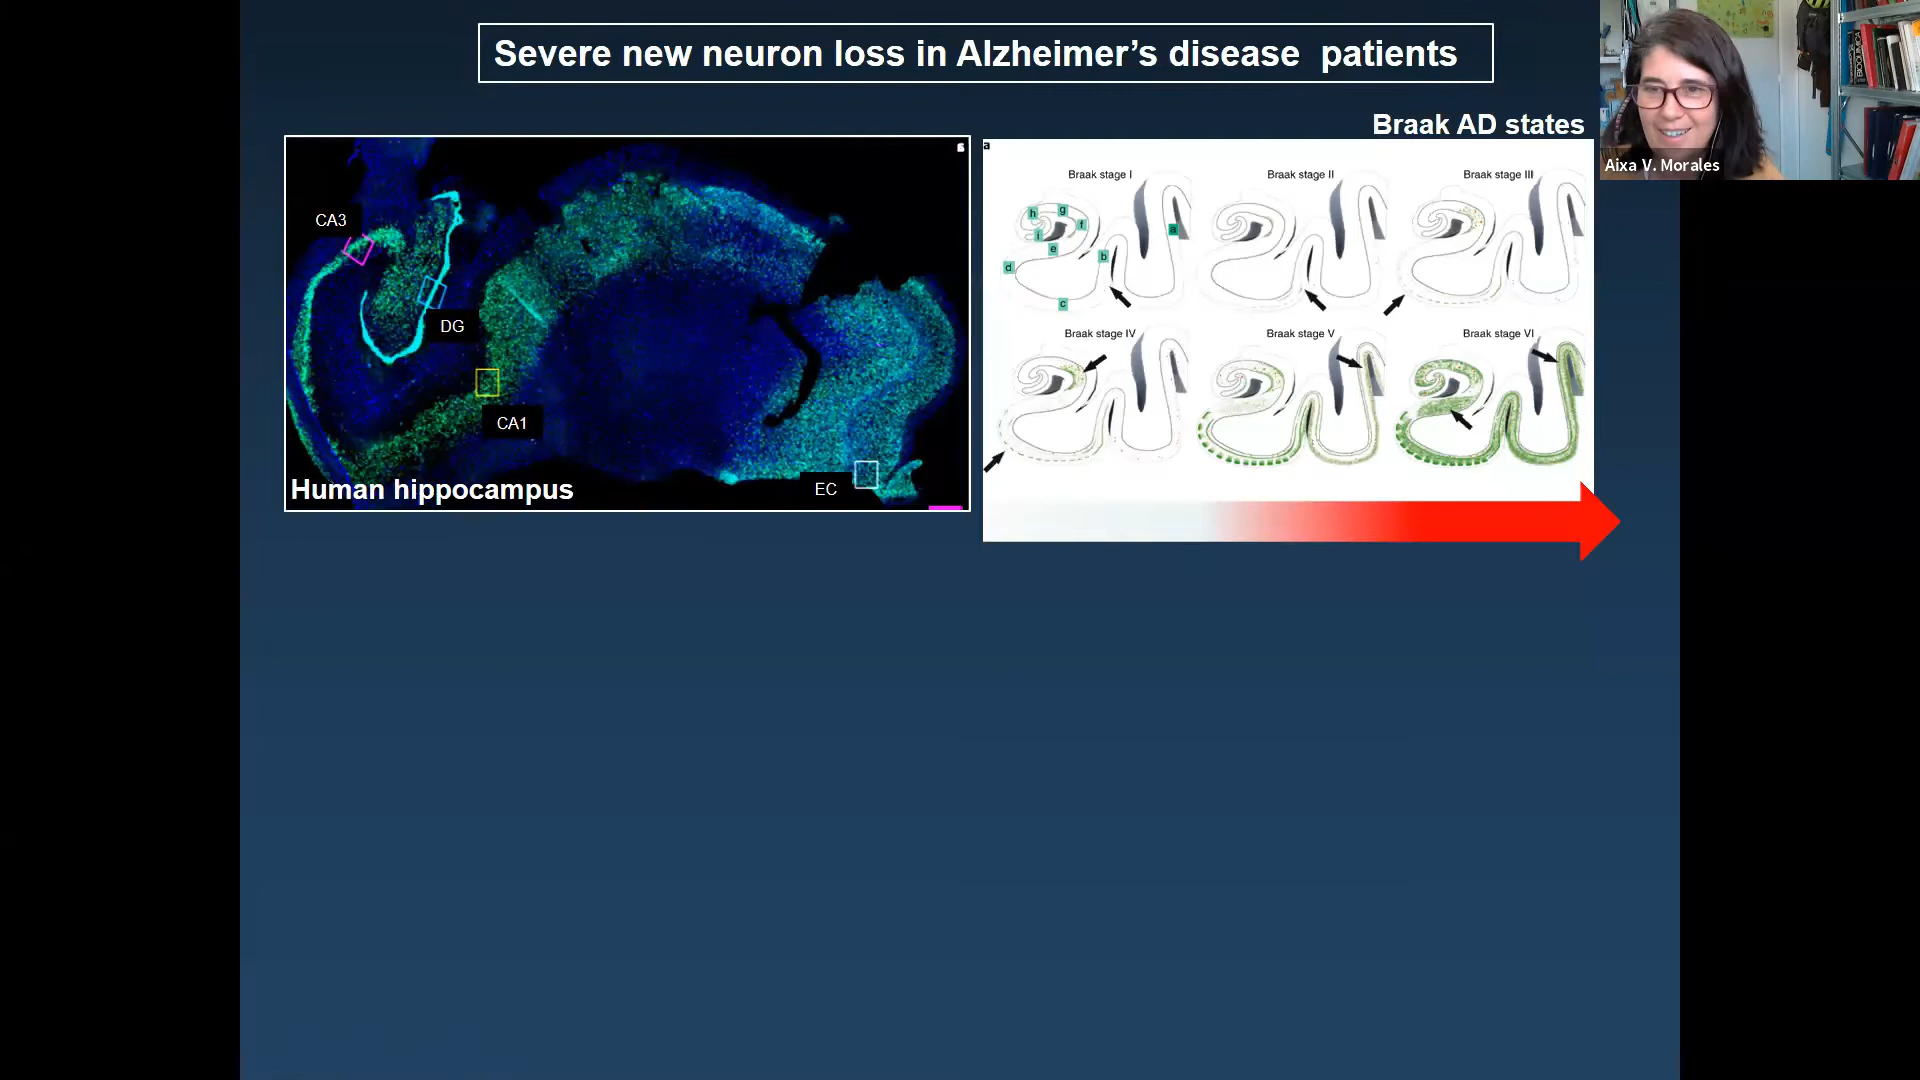 Severe new neuron loss in Alzheimer’s disease  patients
Braak AD states
Aixa V. Morales
CA3
DG
CA1
EC
Human hippocampus
a
Braak stage I
Braak stage II
Braak stage III
h
g
f
i
e
d
b
a
c
Braak stage IV
Braak stage V
Braak stage VI
BIOQUIMICA